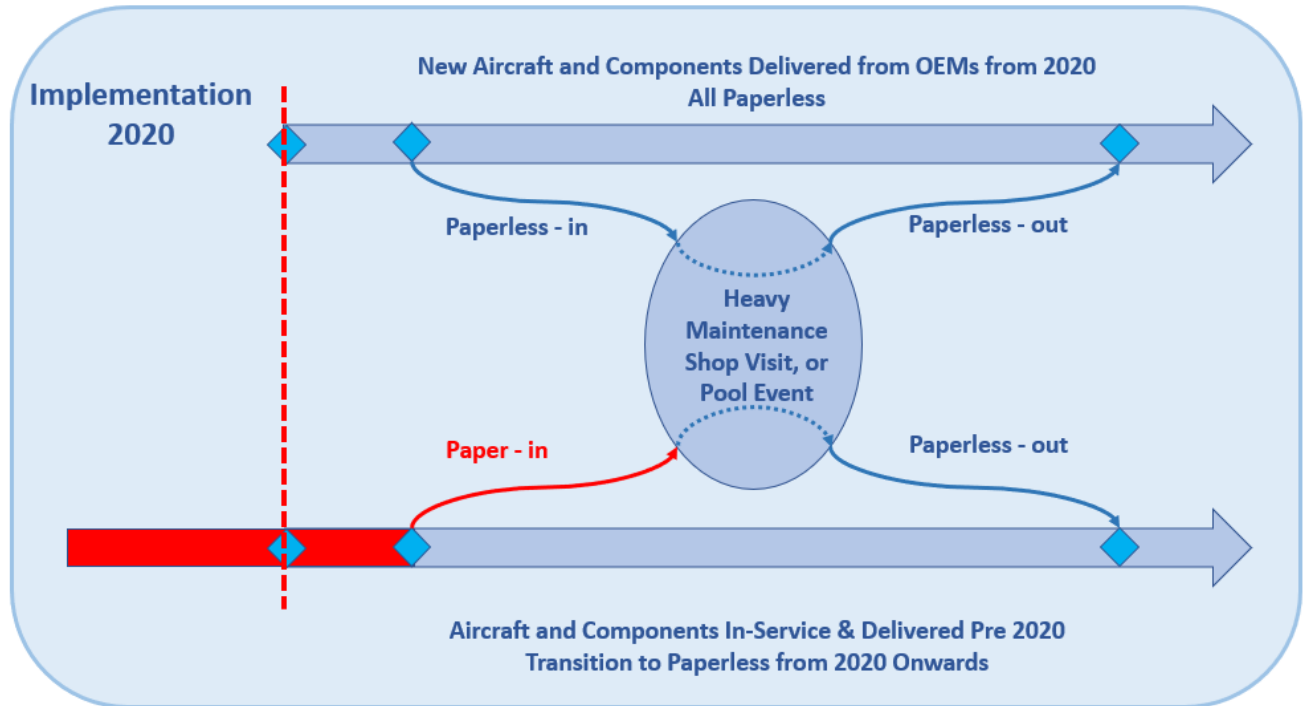 New Aircraft and Components Delivered from OEMs from 2020
All Paperless
Implementation
2020
Paperless - in
Paperless - out
Heavy
Maintenance
Shop Visit, or
Pool Event
Paper - in
Paperless - out
Aircraft and Components In-Service & Delivered Pre 2020
Transition to Paperless from 2020 Onwards